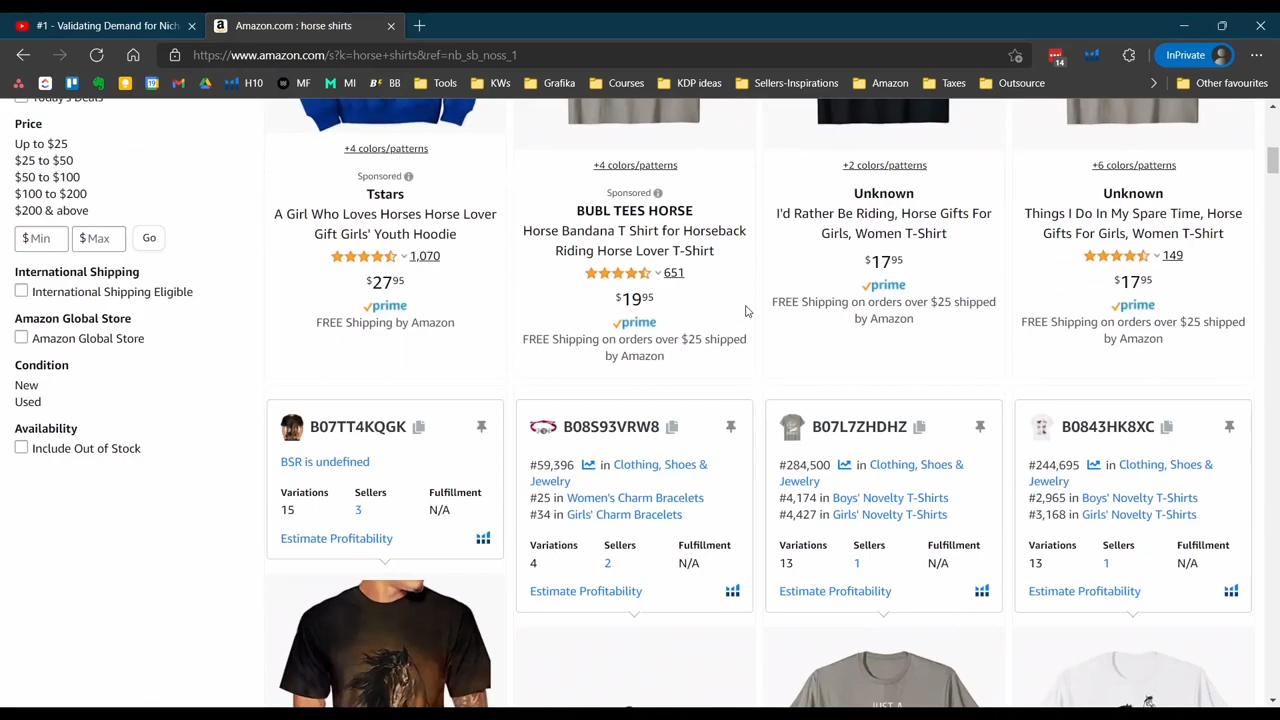 #1 - Validating Demand for Nich
Amazon.com : horse shirts
https://www.amazon.com/s?k=horse+shirts&ref=nb_sb_noss_1
14
InPrivate
H10
MF
MI
BB
Tools
KWs
Grafika
Courses
KDP ideas
Sellers-Inspirations
Amazon
Taxes
Outsource
Other favourites
Today's Deals
Price
Up to $25
$25 to $50
$50 to $100
$100 to $200
$200 & above
$ Min
$ Max
Go
International Shipping
International Shipping Eligible
Amazon Global Store
Amazon Global Store
Condition
New
Used
Availability
Include Out of Stock
+4 colors/patterns
Sponsored
Tstars
A Girl Who Loves Horses Horse Lover
Gift Girls' Youth Hoodie
1,070
$27.95
prime
FREE Shipping by Amazon
+4 colors/patterns
Sponsored
BUBL TEES HORSE
Horse Bandana T Shirt for Horseback
Riding Horse Lover T-Shirt
651
$19.95
prime
FREE Shipping on orders over $25 shipped
by Amazon
+2 colors/patterns
Unknown
I'd Rather Be Riding, Horse Gifts For
Girls, Women T-Shirt
$17.95
prime
FREE Shipping on orders over $25 shipped
by Amazon
+6 colors/patterns
Unknown
Things I Do In My Spare Time, Horse
Gifts For Girls, Women T-Shirt
149
$17.95
prime
FREE Shipping on orders over $25 shipped
by Amazon
B07TT4KQGK
BSR is undefined
Variations Sellers Fulfillment
15 3 N/A
Estimate Profitability
B08S93VRW8
#59,396 in Clothing, Shoes &
Jewelry
#25 in Women's Charm Bracelets
#34 in Girls' Charm Bracelets
Variations Sellers Fulfillment
4 2 N/A
Estimate Profitability
B07L7ZHDHZ
#284,500 in Clothing, Shoes &
Jewelry
#4,174 in Boys' Novelty T-Shirts
#4,427 in Girls' Novelty T-Shirts
Variations Sellers Fulfillment
13 1 N/A
Estimate Profitability
B0843HK8XC
#244,695 in Clothing, Shoes &
Jewelry
#2,965 in Boys' Novelty T-Shirts
#3,168 in Girls' Novelty T-Shirts
Variations Sellers Fulfillment
13 1 N/A
Estimate Profitability
JUST A